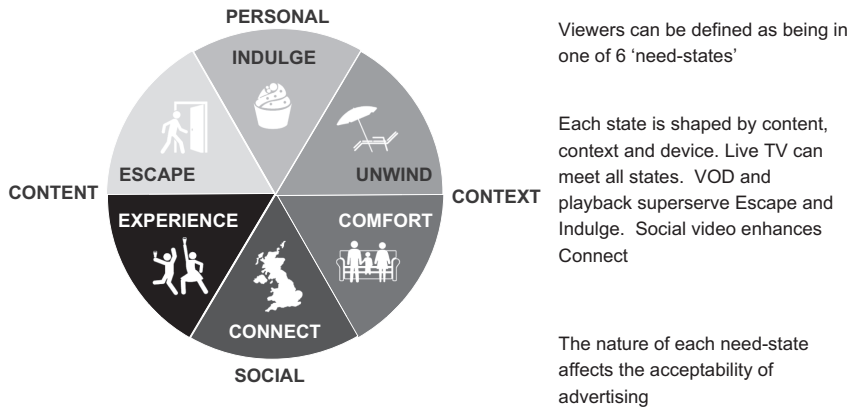 PERSONAL
INDULGE
ESCAPE
UNWIND
CONTENT
CONTEXT
EXPERIENCE
COMFORT
CONNECT
SOCIAL
Viewers can be defined as being in
one of 6 ‘need-states’
Each state is shaped by content,
context and device. Live TV can
meet all states. VOD and
playback superserve Escape and
Indulge. Social video enhances
Connect
The nature of each need-state
affects the acceptability of
advertising